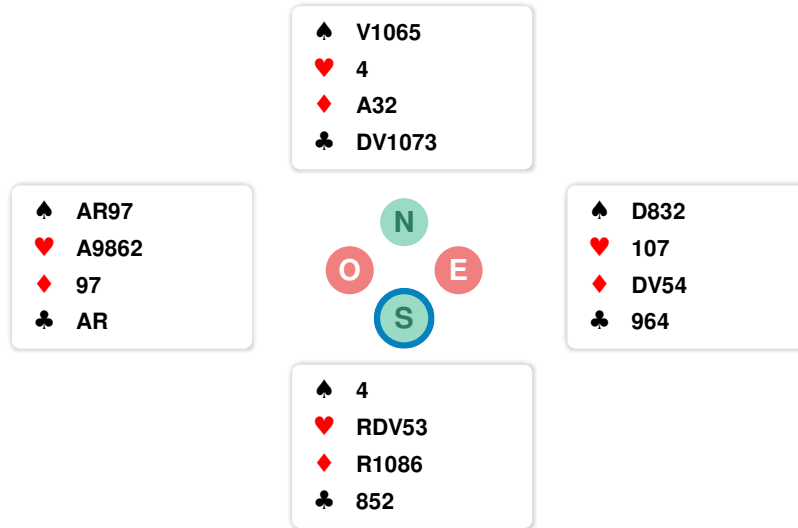 ♠ V1065
♥ 4
♦ A32
♣ DV1073
♠ AR97
♥ A9862
♦ 97
♣ AR
N
O E
S
♠ D832
♥ 107
♦ DV54
♣ 964
♠ 4
♥ RDV53
♦ R1086
♣ 852